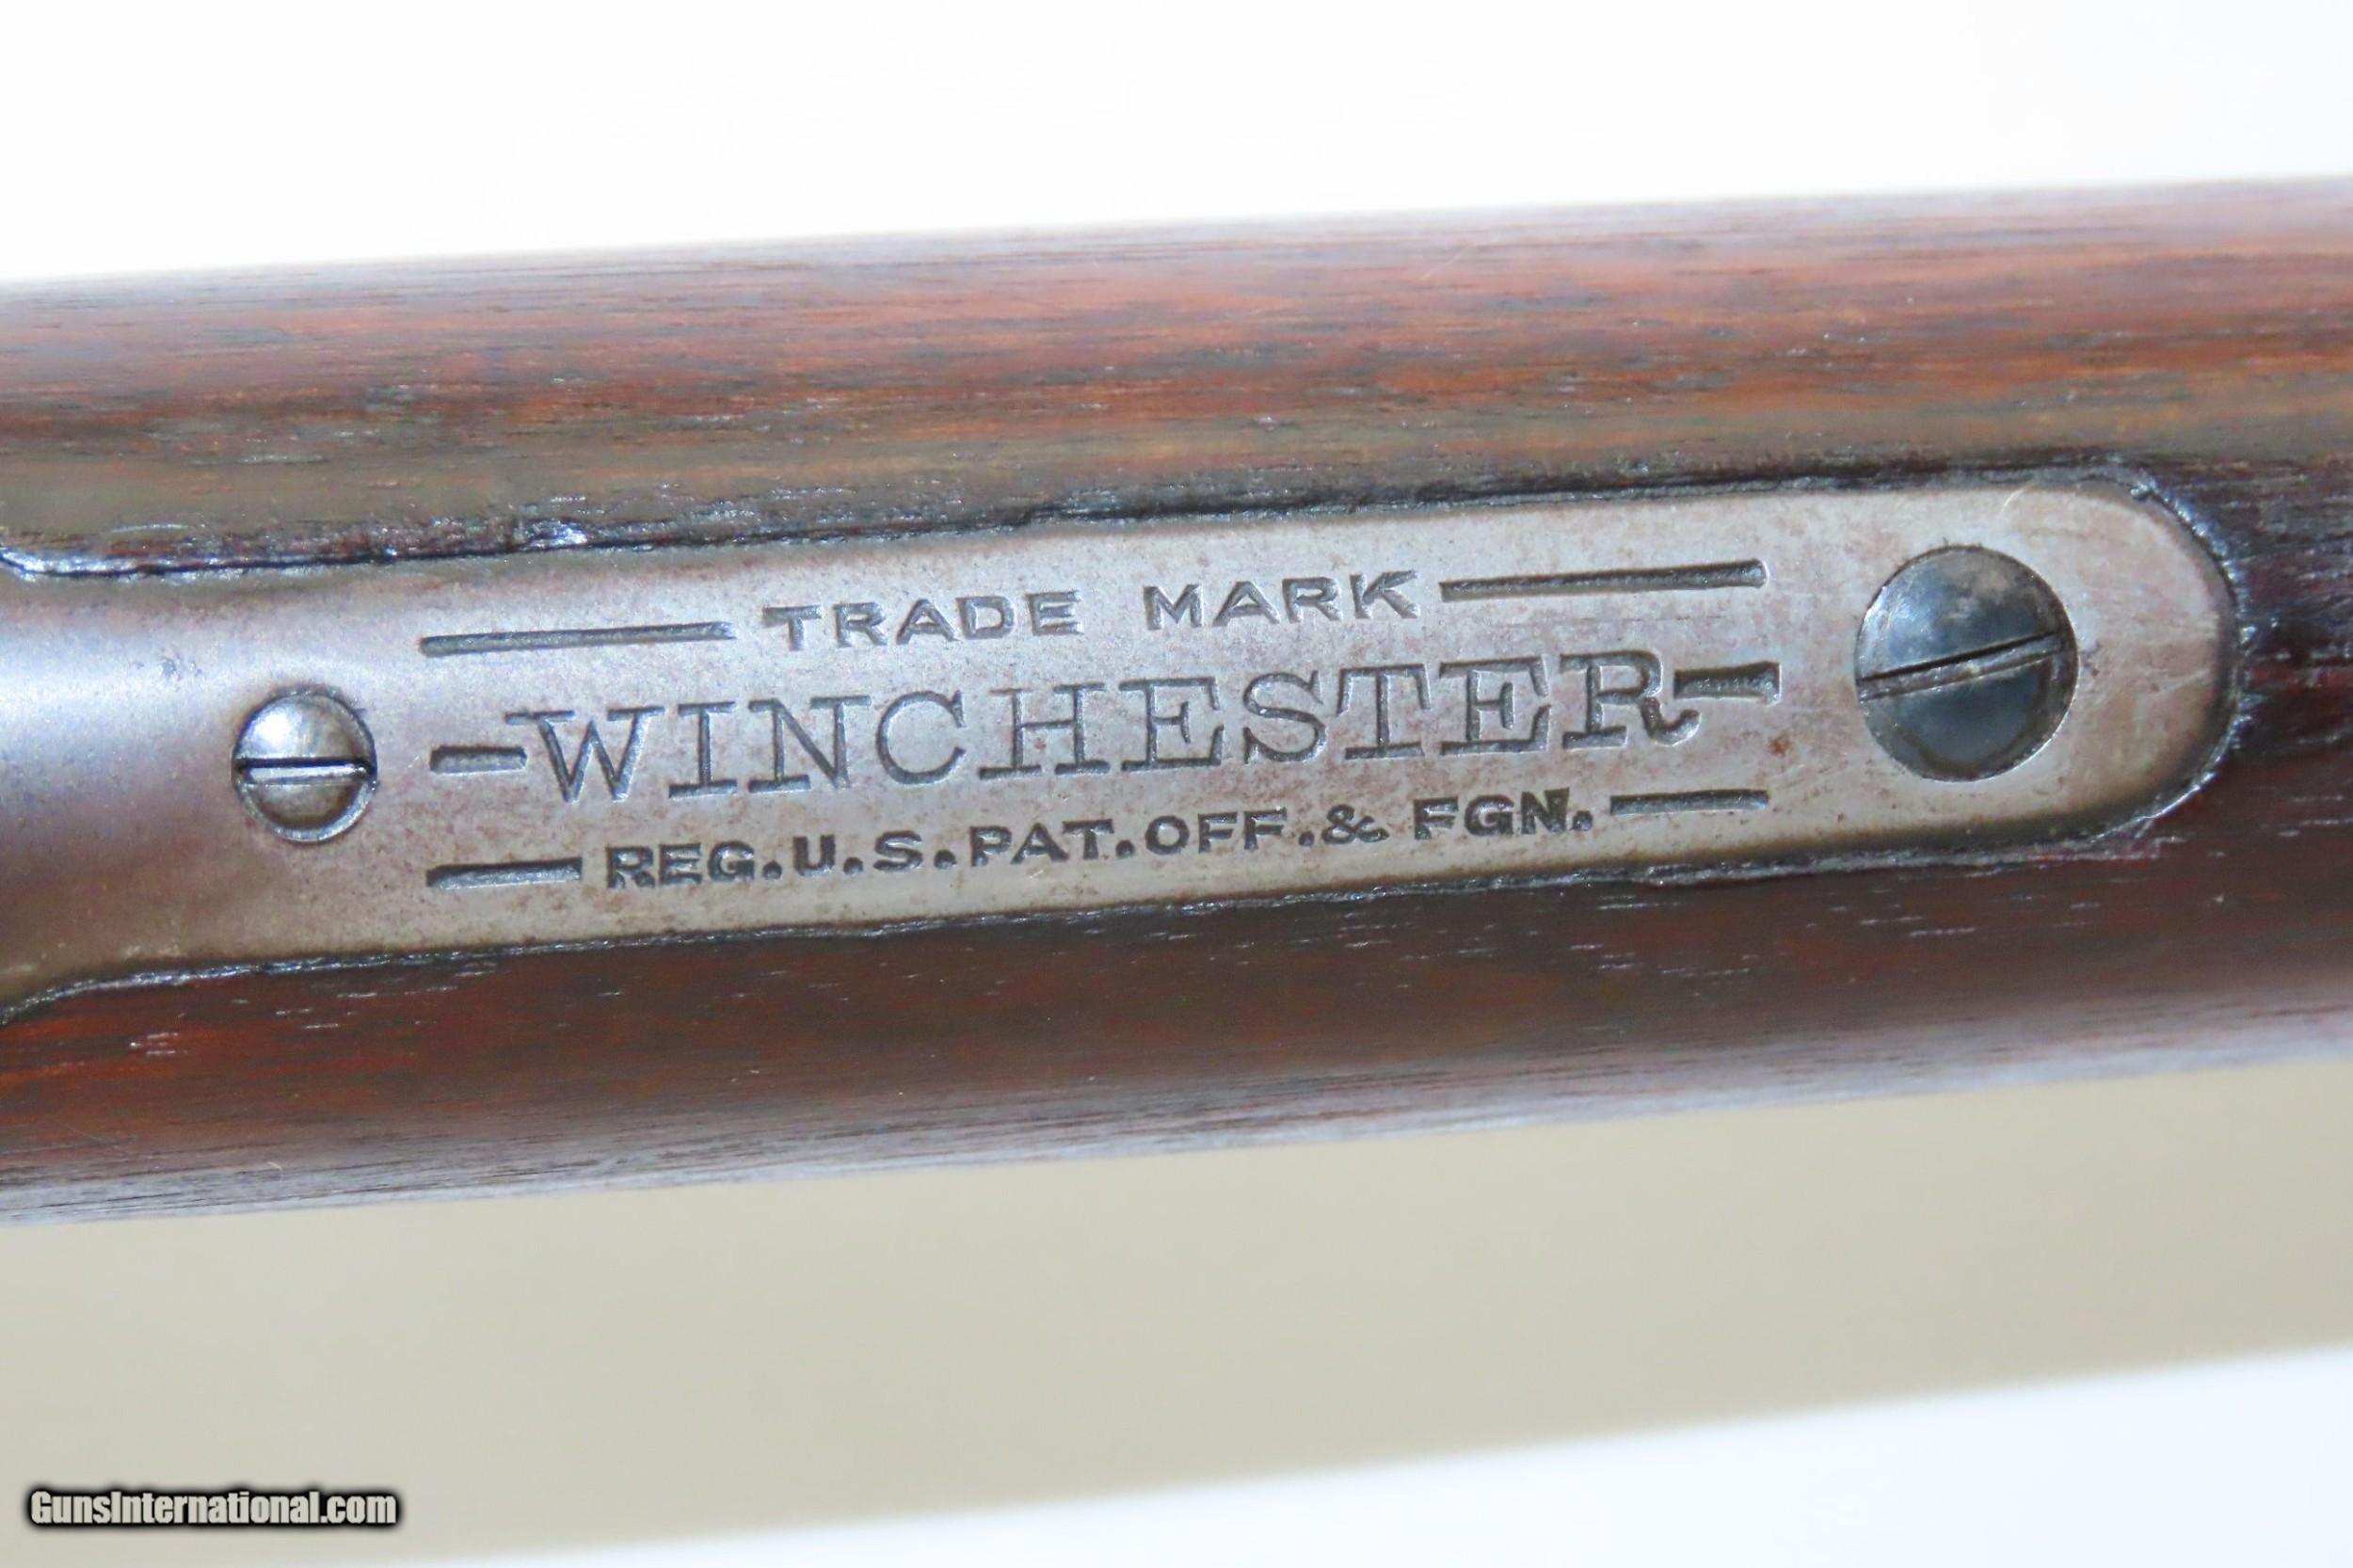 TRADE MARK
-WINCHESTER-
REG.U.S.PAT.OFF.& FGN.
GunsInternational.com